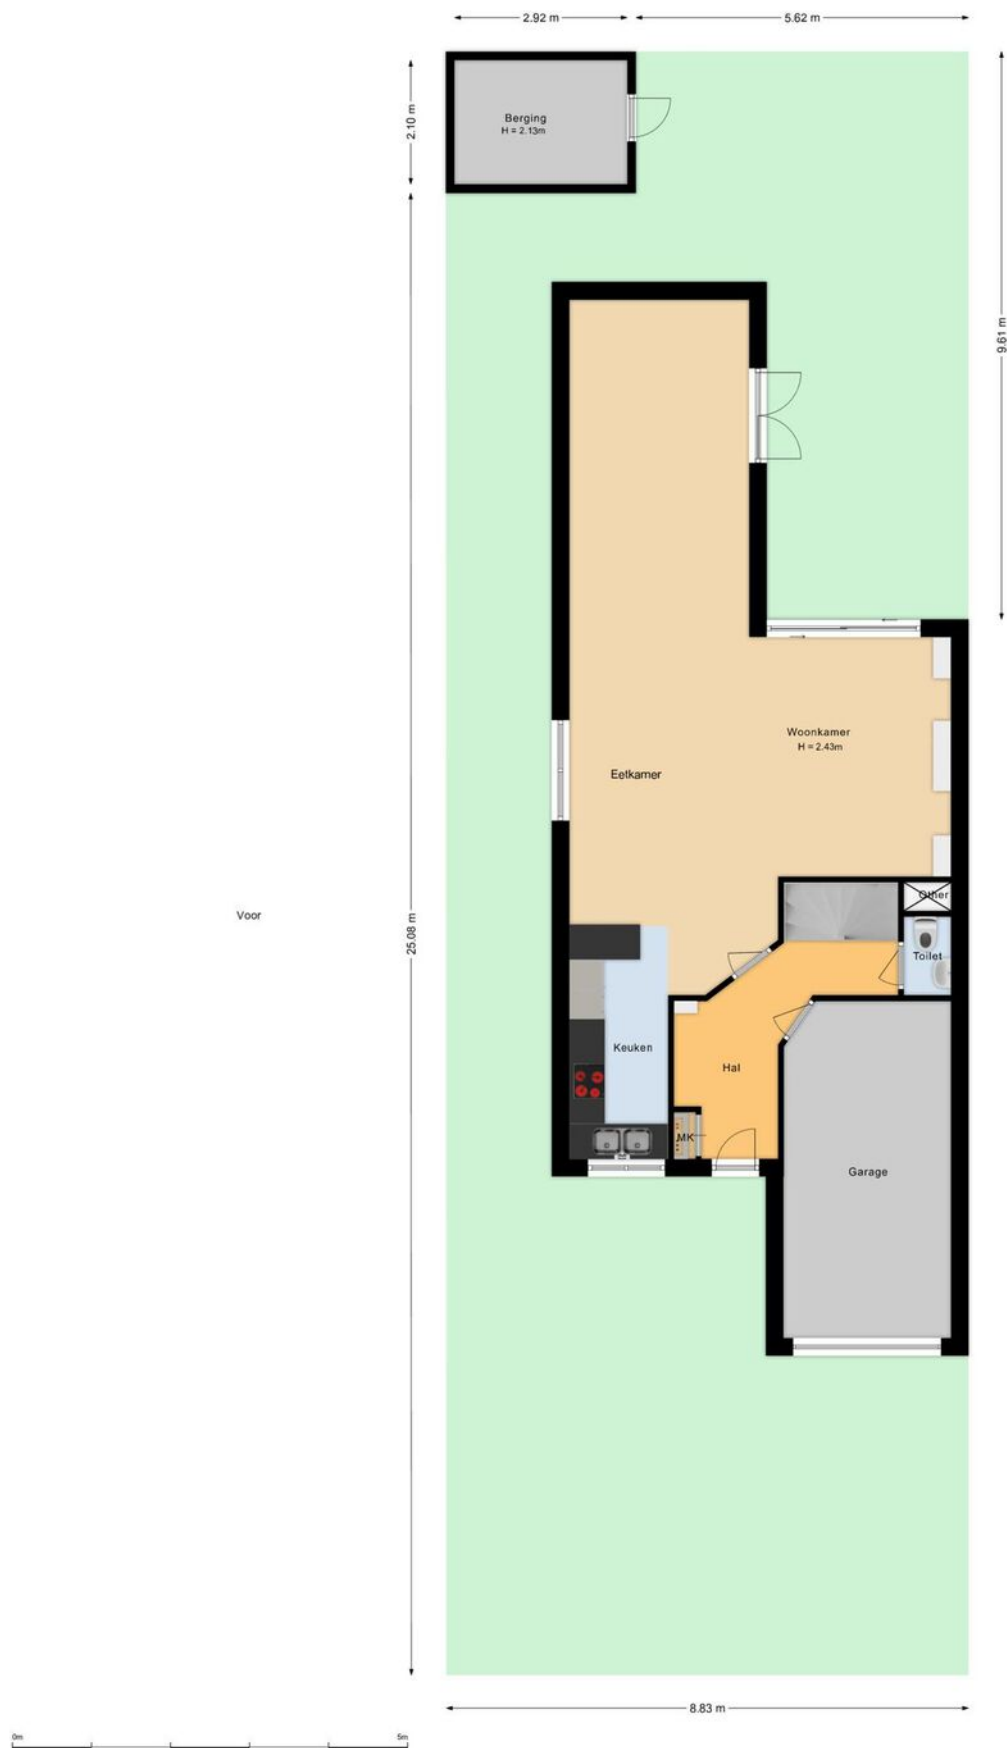 2.92 m
5.62 m
2.10 m
Berging
H = 2.13m
9.61 m
Woonkamer
H = 2.43m
Eetkamer
Other
Voor
25.08 m
Toilet
Keuken
Hal
MK
Garage
8.83 m
0m
5m